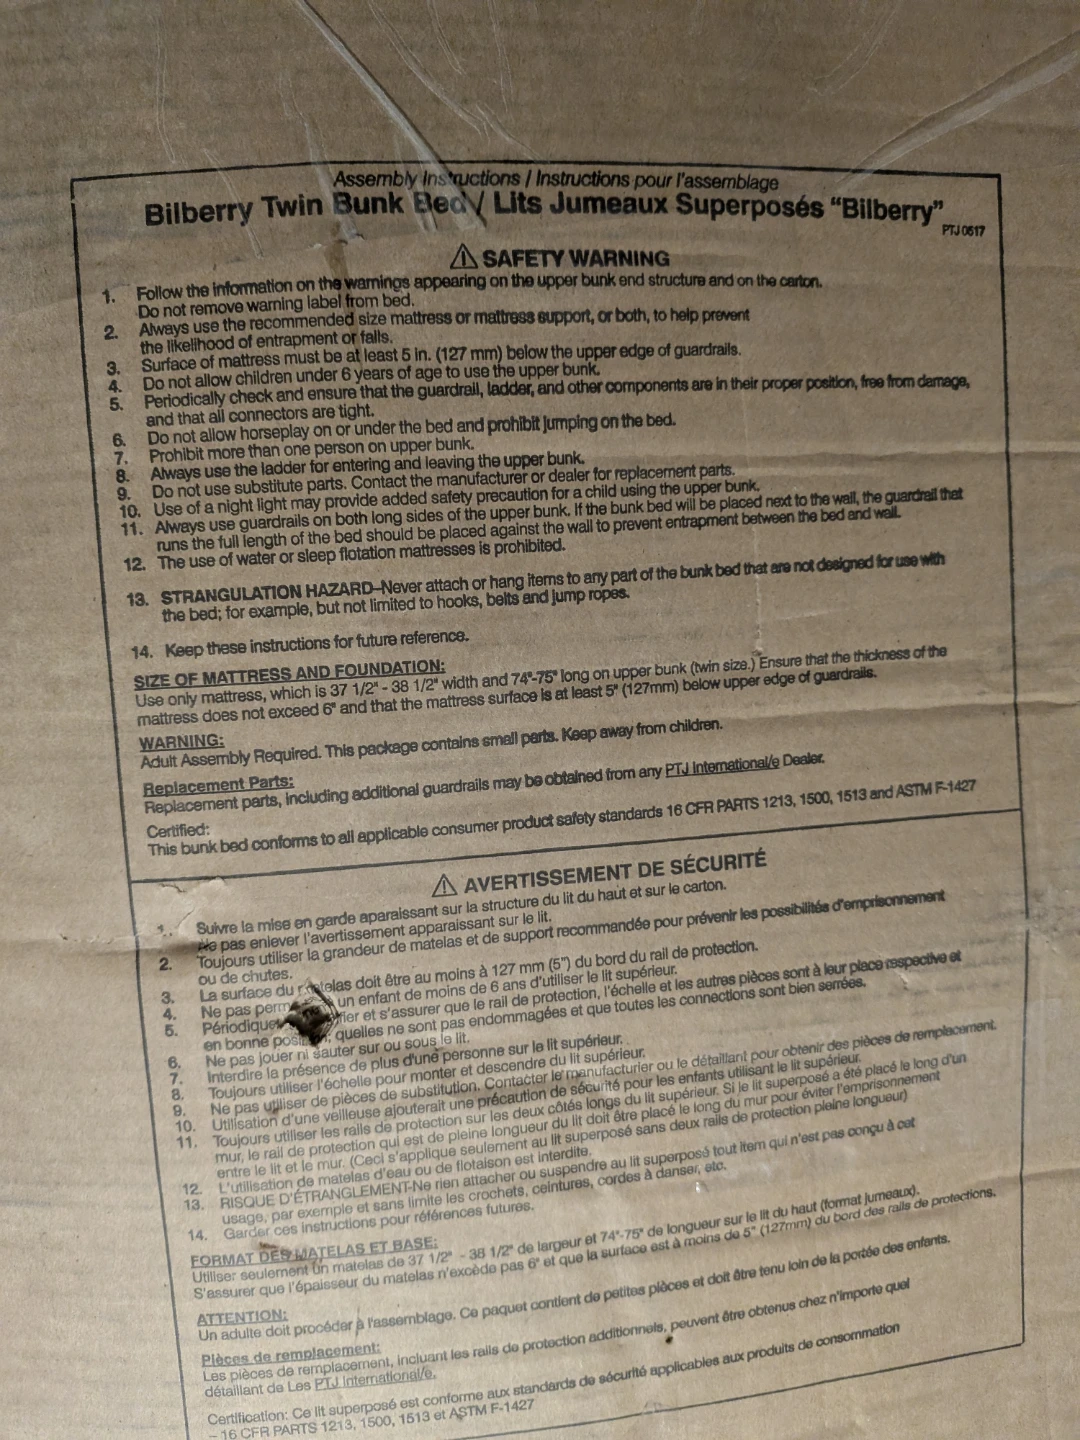 Assembly Instructions / Instructions pour l'assemblage
Bilberry Twin Bunk Bed / Lits Jumeaux Superposés "Bilberry"
PTJ 0517
⚠ SAFETY WARNING
1. Follow the information on the warnings appearing on the upper bunk end structure and on the carton.
Do not remove warning label from bed.
2. Always use the recommended size mattress or mattress support, or both, to help prevent
the likelihood of entrapment or falls.
3. Surface of mattress must be at least 5 in. (127 mm) below the upper edge of guardrails.
4. Do not allow children under 6 years of age to use the upper bunk.
5. Periodically check and ensure that the guardrail, ladder, and other components are in their proper position, free from damage,
and that all connectors are tight.
6. Do not allow horseplay on or under the bed and prohibit jumping on the bed.
7. Prohibit more than one person on upper bunk.
8. Always use the ladder for entering and leaving the upper bunk.
9. Do not use substitute parts. Contact the manufacturer or dealer for replacement parts.
10. Use of a night light may provide added safety precaution for a child using the upper bunk.
11. Always use guardrails on both long sides of the upper bunk. If the bunk bed will be placed next to the wall, the guardrail that
runs the full length of the bed should be placed against the wall to prevent entrapment between the bed and wall.
12. The use of water or sleep flotation mattresses is prohibited.
13. STRANGULATION HAZARD–Never attach or hang items to any part of the bunk bed that are not designed for use with
the bed; for example, but not limited to hooks, belts and jump ropes.
14. Keep these instructions for future reference.
SIZE OF MATTRESS AND FOUNDATION:
Use only mattress, which is 37 1/2" - 38 1/2" width and 74"-75" long on upper bunk (twin size.) Ensure that the thickness of the
mattress does not exceed 6" and that the mattress surface is at least 5" (127mm) below upper edge of guardrails.
WARNING:
Adult Assembly Required. This package contains small parts. Keep away from children.
Replacement Parts:
Replacement parts, including additional guardrails may be obtained from any PTJ International/e Dealer.
Certified:
This bunk bed conforms to all applicable consumer product safety standards 16 CFR PARTS 1213, 1500, 1513 and ASTM F-1427
⚠ AVERTISSEMENT DE SÉCURITÉ
1. Suivre la mise en garde aparaissant sur la structure du lit du haut et sur le carton.
Ne pas enlever l'avertissement apparaissant sur le lit.
2. Toujours utiliser la grandeur de matelas et de support recommandée pour prévenir les possibilités d'emprisonnement
ou de chutes.
3. La surface du matelas doit être au moins à 127 mm (5") du bord du rail de protection.
4. Ne pas perm un enfant de moins de 6 ans d'utiliser le lit supérieur.
5. Périodique ier et s'assurer que le rail de protection, l'échelle et les autres pièces sont à leur place respective et
en bonne posi quelles ne sont pas endommagées et que toutes les connections sont bien serrées.
6. Ne pas jouer ni sauter sur ou sous le lit.
7. Interdire la présence de plus d'une personne sur le lit supérieur.
8. Toujours utiliser l'échelle pour monter et descendre du lit supérieur.
9. Ne pas utiliser de pièces de substitution. Contacter le manufacturier ou le détaillant pour obtenir des pièces de remplacement.
10. Utilisation d'une veilleuse ajouterait une précaution de sécurité pour les enfants utilisant le lit supérieur.
11. Toujours utiliser les rails de protection sur les deux côtés longs du lit supérieur. Si le lit superposé a été placé le long d'un
mur, le rail de protection qui est de pleine longueur du lit doit être placé le long du mur pour éviter l'emprisonnement
entre le lit et le mur. (Ceci s'applique seulement au lit superposé sans deux rails de protection pleine longueur)
12. L'utilisation de matelas d'eau ou de flotaison est interdite.
13. RISQUE D'ÉTRANGLEMENT-Ne rien attacher ou suspendre au lit superposé tout item qui n'est pas conçu à cet
usage, par exemple et sans limite les crochets, ceintures, cordes à danser, etc.
14. Garder ces instructions pour références futures.
FORMAT DES MATELAS ET BASE:
Utiliser seulement un matelas de 37 1/2" - 38 1/2" de largeur et 74"-75" de longueur sur le lit du haut (format jumeaux).
S'assurer que l'épaisseur du matelas n'excède pas 6" et que la surface est à moins de 5" (127mm) du bord des rails de protections.
ATTENTION:
Un adulte doit procéder à l'assemblage. Ce paquet contient de petites pièces et doit être tenu loin de la portée des enfants.
Pièces de remplacement:
Les pièces de remplacement, incluant les rails de protection additionnels, peuvent être obtenus chez n'importe quel
détaillant de Les PTJ International/e.
Certification: Ce lit superposé est conforme aux standards de sécurité applicables aux produits de consommation
– 16 CFR PARTS 1213, 1500, 1513 et ASTM F-1427